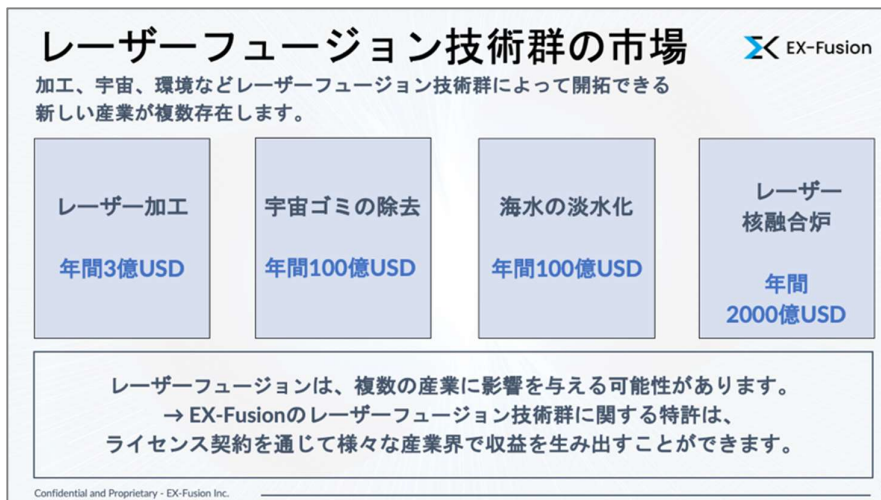 レーザーフュージョン技術群の市場
EX-Fusion
加工、宇宙、環境などレーザーフュージョン技術群によって開拓できる
新しい産業が複数存在します。
レーザー加工
年間3億USD
宇宙ゴミの除去
年間100億USD
海水の淡水化
年間100億USD
レーザー
核融合炉
年間
2000億USD
レーザーフュージョンは、複数の産業に影響を与える可能性があります。
→ EX-Fusionのレーザーフュージョン技術群に関する特許は、
ライセンス契約を通じて様々な産業界で収益を生み出すことができます。
Confidential and Proprietary - EX-Fusion Inc.